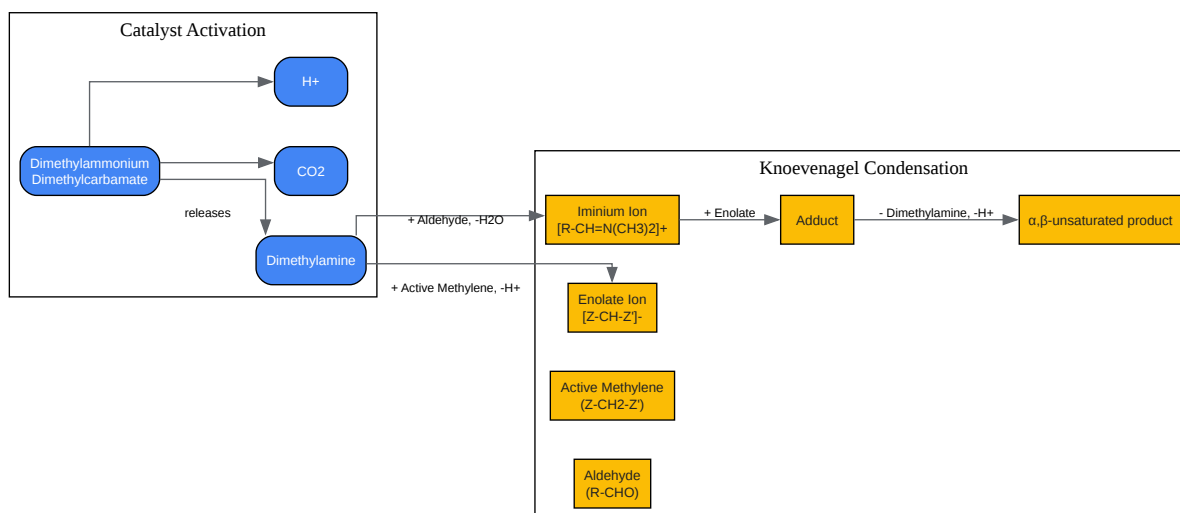 Catalyst Activation
H+
Dimethylammonium
Dimethylcarbamate
CO2
releases
Dimethylamine
+ Aldehyde, -H2O
+ Active Methylene, -H+
Knoevenagel Condensation
Iminium Ion
[R-CH=N(CH3)2]+
+ Enolate
Adduct
- Dimethylamine, -H+
α,β-unsaturated product
Enolate Ion
[Z-CH-Z']-
Active Methylene
(Z-CH2-Z')
Aldehyde
(R-CHO)